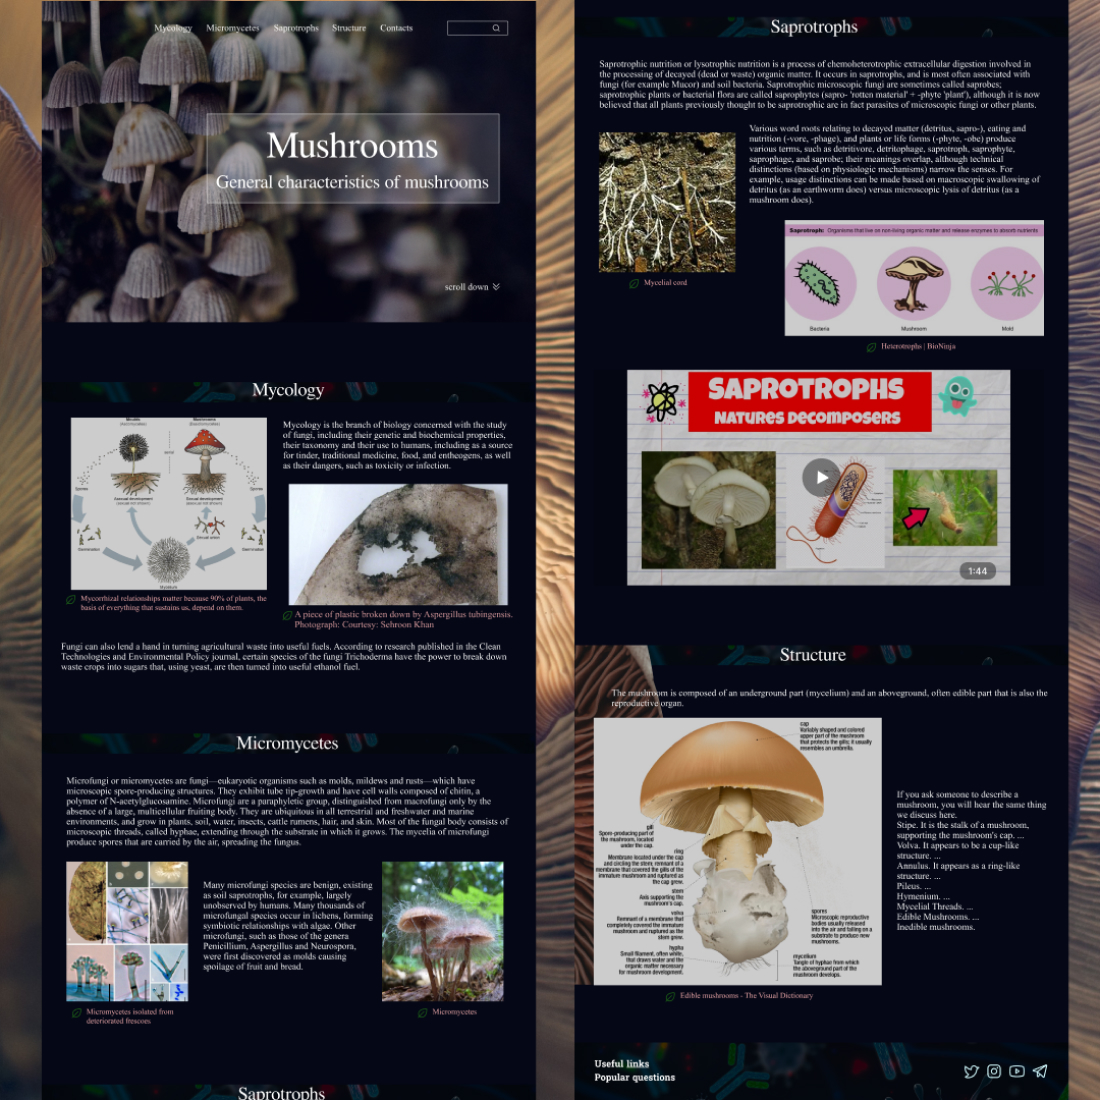 Mycology Micromycetes Saprotrophs Structure Contacts
Mushrooms
General characteristics of mushrooms
scroll down
Mycology
Mycology is the branch of biology concerned with the study
of fungi, including their genetic and biochemical properties,
their taxonomy and their use to humans, including as a source
for tinder, traditional medicine, food, and entheogens, as well
as their dangers, such as toxicity or infection.
Spores
Asexual development
Sexual development
Spores
Germination
Sexual union
Germination
Mycorrhizal relationships matter because 90% of plants, the
basis of everything that sustains us, depend on them.
A piece of plastic broken down by Aspergillus tubingensis.
Photograph: Courtesy: Sehroon Khan
Fungi can also lend a hand in turning agricultural waste into useful fuels. According to research published in the Clean
Technologies and Environmental Policy journal, certain species of the fungi Trichoderma have the power to break down
waste crops into sugars that, using yeast, are then turned into useful ethanol fuel.
Micromycetes
Microfungi or micromycetes are fungi—eukaryotic organisms such as molds, mildews and rusts—which have
microscopic spore-producing structures. They exhibit tube tip-growth and have cell walls composed of chitin, a
polymer of N-acetylglucosamine. Microfungi are a paraphyletic group, distinguished from macrofungi only by the
absence of a large, multicellular fruiting body. They are ubiquitous in all terrestrial and freshwater and marine
environments, and grow in plants, soil, water, insects, cattle rumens, hair, and skin. Most of the fungal body consists of
microscopic threads, called hyphae, extending through the substrate in which it grows. The mycelia of microfungi
produce spores that are carried by the air, spreading the fungus.
Many microfungi species are benign, existing
as soil saprotrophs, for example, largely
unobserved by humans. Many thousands of
microfungal species occur in lichens, forming
symbiotic relationships with algae. Other
microfungi, such as those of the genera
Penicillium, Aspergillus and Neurospora,
were first discovered as molds causing
spoilage of fruit and bread.
Micromycetes isolated from
deteriorated frescoes
Micromycetes
Saprotrophs
Saprotrophs
Saprotrophic nutrition or lysotrophic nutrition is a process of chemoheterotrophic extracellular digestion involved in
the processing of decayed (dead or waste) organic matter. It occurs in saprotrophs, and is most often associated with
fungi (for example Mucor) and soil bacteria. Saprotrophic microscopic fungi are sometimes called saprobes;
saprotrophic plants or bacterial flora are called saprophytes (sapro- 'rotten material' + -phyte 'plant'), although it is now
believed that all plants previously thought to be saprotrophic are in fact parasites of microscopic fungi or other plants.
Various word roots relating to decayed matter (detritus, sapro-), eating and
nutrition (-vore, -phage), and plants or life forms (-phyte, -obe) produce
various terms, such as detritivore, detritophage, saprotroph, saprophyte,
saprophage, and saprobe; their meanings overlap, although technical
distinctions (based on physiologic mechanisms) narrow the senses. For
example, usage distinctions can be made based on macroscopic swallowing of
detritus (as an earthworm does) versus microscopic lysis of detritus (as a
mushroom does).
Mycelial cord
Saprotroph: Organisms that live on non-living organic matter and release enzymes to absorb nutrients
Bacteria
Mushroom
Mold
Heterotrophs | BioNinja
SAPROTROPHS
NATURES DECOMPOSERS
1:44
Structure
The mushroom is composed of an underground part (mycelium) and an aboveground, often edible part that is also the
reproductive organ.
cap
Variably shaped and colored
upper part of the mushroom
that protects the gills; it usually
resembles an umbrella.
gill
Spore-producing part of
the mushroom, located
under the cap.
ring
Membrane located under the cap
and circling the stem; remnant of a
membrane that covered the gills of the
immature mushroom and ruptured as
the cap grew.
stem
Axis supporting the
mushroom's cap.
volva
Remnant of a membrane that
completely covered the immature
mushroom and ruptured as the
stem grew.
hypha
Small filament, often white,
that draws water and the
organic matter necessary
for mushroom development.
spores
Microscopic reproductive
bodies usually released
into the air and falling on a
substrate to produce new
mushrooms.
mycelium
Tangle of hyphae from which
the aboveground part of the
mushroom develops.
Edible mushrooms - The Visual Dictionary
If you ask someone to describe a
mushroom, you will hear the same thing
we discuss here.
Stipe. It is the stalk of a mushroom,
supporting the mushroom's cap. ...
Volva. It appears to be a cup-like
structure. ...
Annulus. It appears as a ring-like
structure. ...
Pileus. ...
Hymenium. ...
Mycelial Threads. ...
Edible Mushrooms. ...
Inedible mushrooms.
Useful links
Popular questions